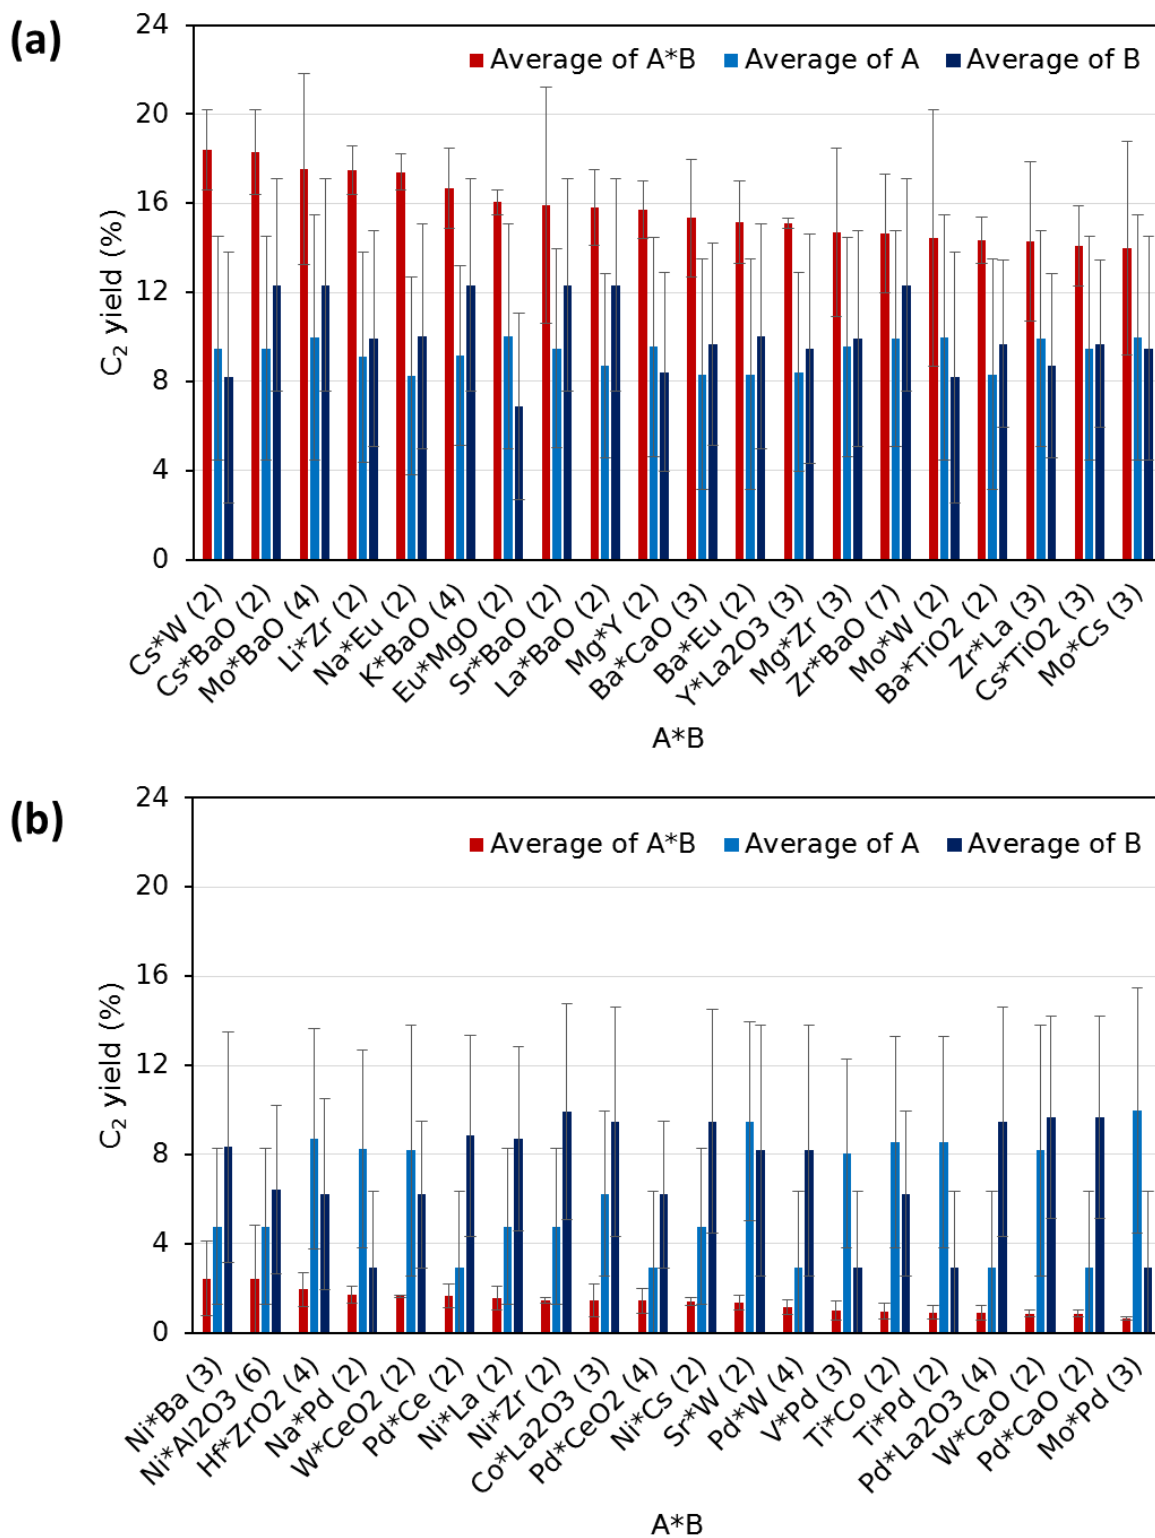 (a)
24
20
16
12
8
4
0
C₂ yield (%)
Average of A*B Average of A Average of B
Cs*W (2)
Cs*BaO (2)
Mo*BaO (4)
Li*Zr (2)
Na*Eu (2)
K*BaO (4)
Eu*MgO (2)
Sr*BaO (2)
La*BaO (2)
Mg*Y (2)
Ba*CaO (3)
Ba*Eu (2)
Y*La2O3 (3)
Mg*Zr (3)
Zr*BaO (7)
Mo*W (2)
Ba*TiO2 (2)
Zr*La (3)
Cs*TiO2 (3)
Mo*Cs (3)
A*B
(b)
24
20
16
12
8
4
0
C₂ yield (%)
Average of A*B Average of A Average of B
Ni*Ba (3)
Ni*Al2O3 (6)
Hf*ZrO2 (4)
Na*Pd (2)
W*CeO2 (2)
Pd*Ce (2)
Ni*La (2)
Ni*Zr (2)
Co*La2O3 (3)
Pd*CeO2 (4)
Ni*Cs (2)
Sr*W (2)
Pd*W (4)
V*Pd (3)
Ti*Co (2)
Ti*Pd (2)
Pd*La2O3 (4)
W*CaO (2)
Pd*CaO (2)
Mo*Pd (3)
A*B